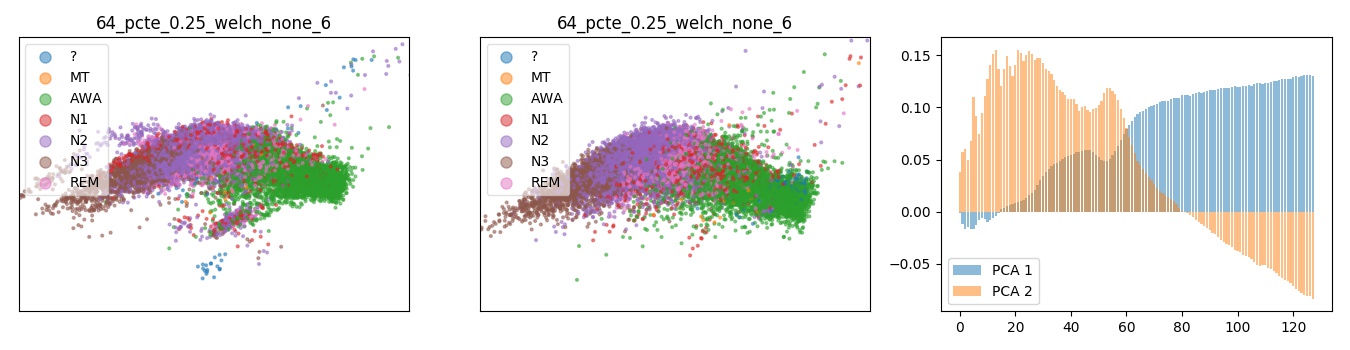 64_pcte_0.25_welch_none_6
?
MT
AWA
N1
N2
N3
REM
64_pcte_0.25_welch_none_6
?
MT
AWA
N1
N2
N3
REM
0.15
0.10
0.05
0.00
−0.05
PCA 1
PCA 2
0 20 40 60 80 100 120